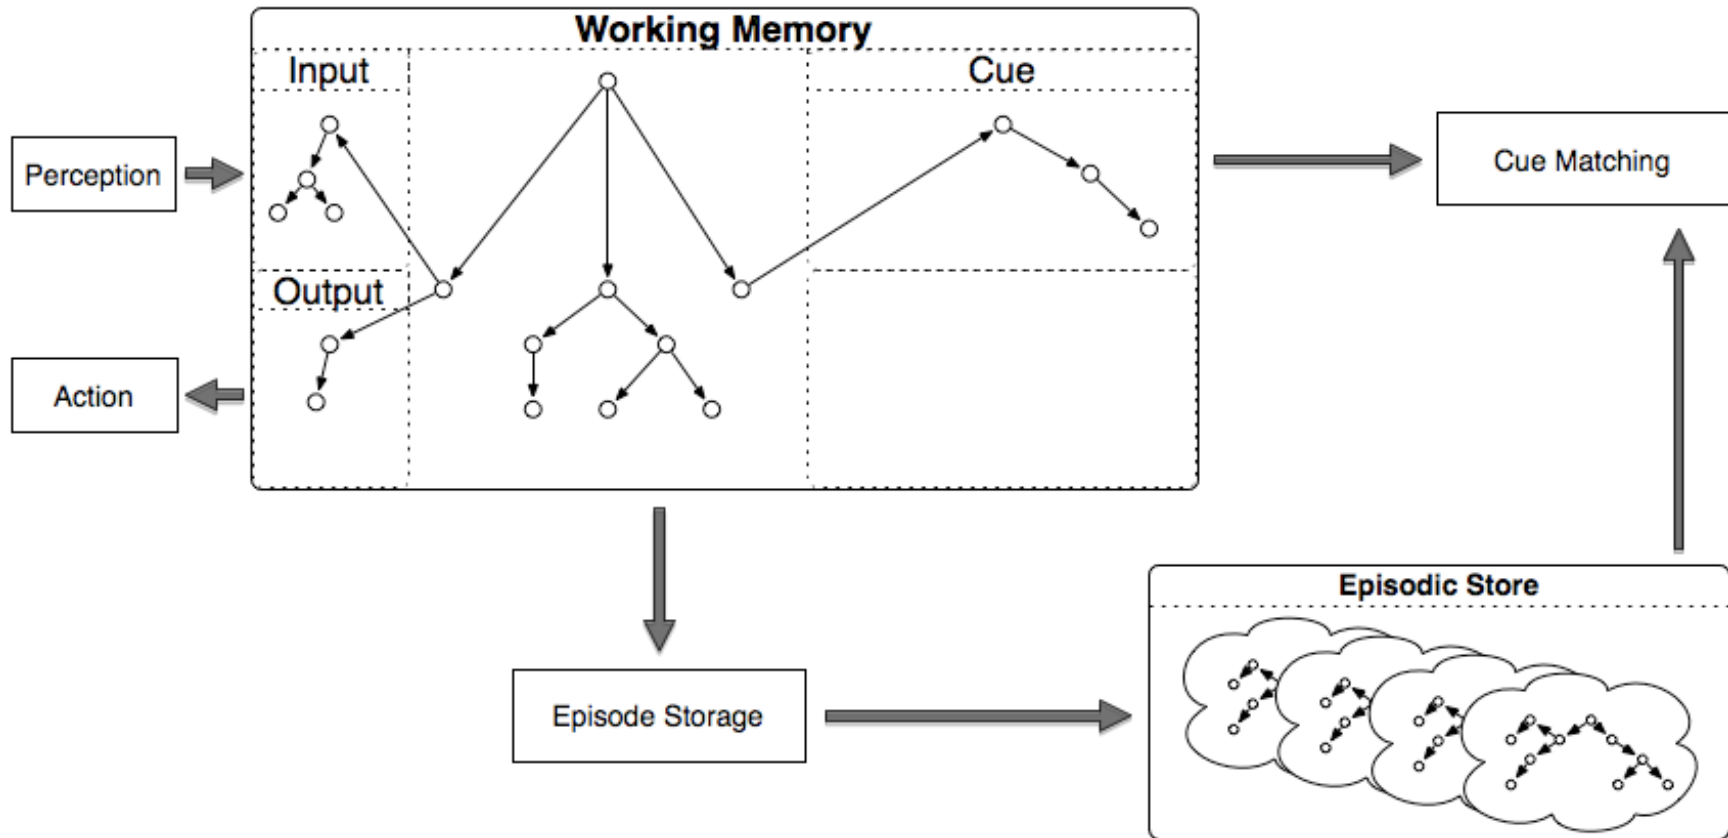 Working Memory
Input
Cue
Perception
Cue Matching
Output
Action
Episodic Store
Episode Storage